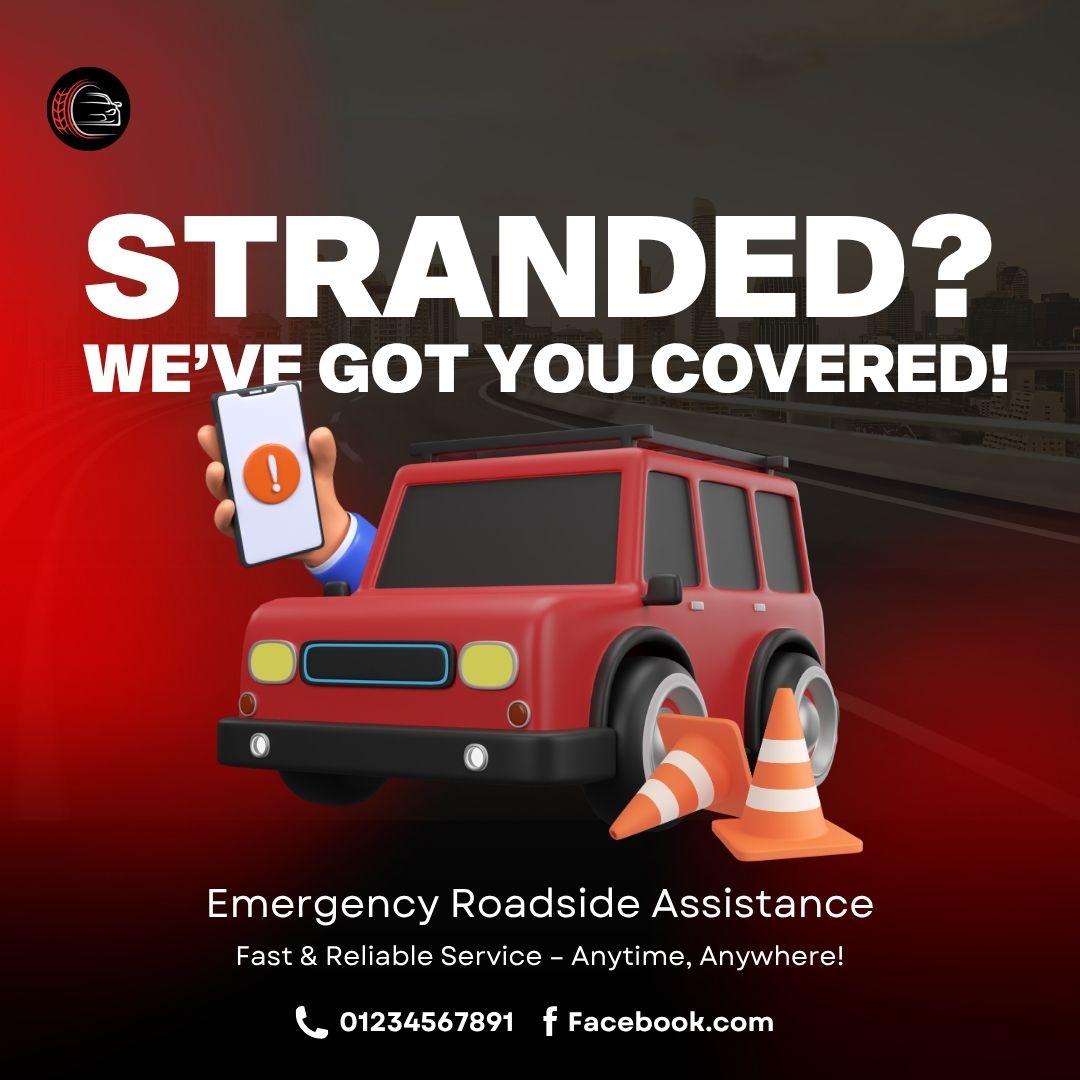 STRANDED?
WE'VE GOT YOU COVERED!
!
Emergency Roadside Assistance
Fast & Reliable Service – Anytime, Anywhere!
01234567891 f Facebook.com